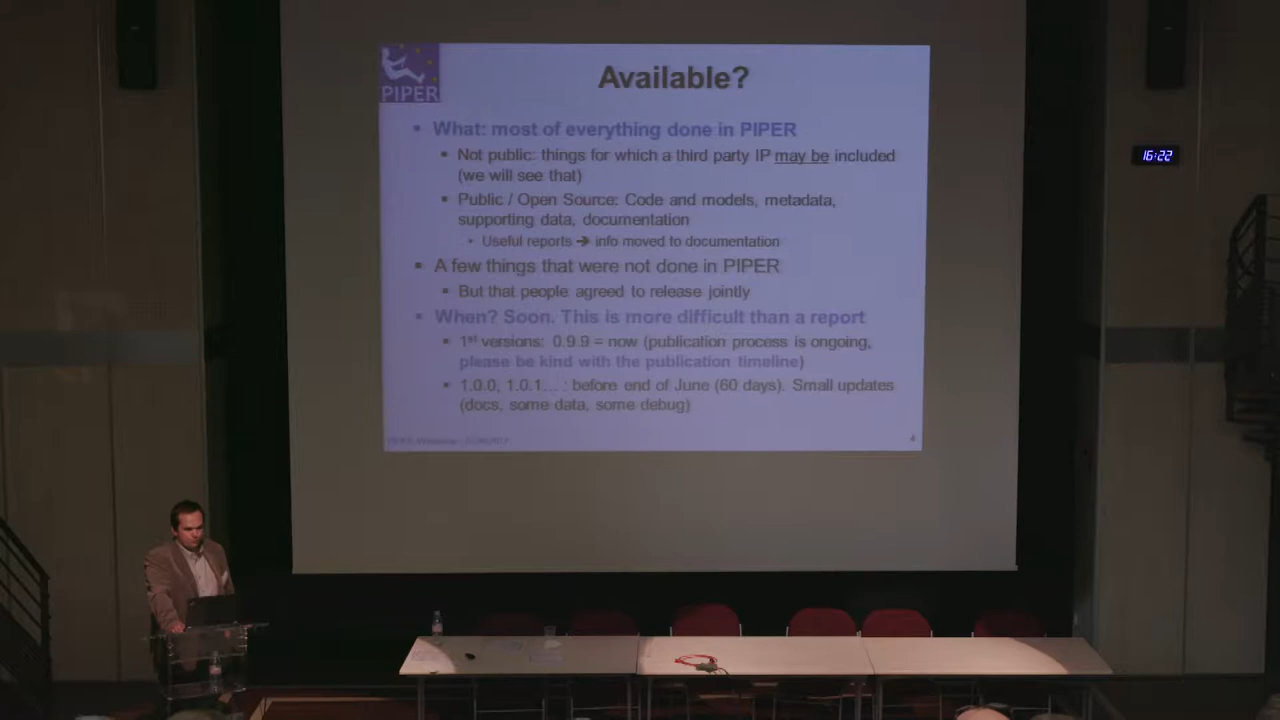 PIPER
Available?
What: most of everything done in PIPER
Not public: things for which a third party IP may be included
(we will see that)
Public / Open Source: Code and models, metadata,
supporting data, documentation
Useful reports → info moved to documentation
A few things that were not done in PIPER
But that people agreed to release jointly
When? Soon. This is more difficult than a report
1st versions: 0.9.9 = now (publication process is ongoing,
please be kind with the publication timeline)
1.0.0, 1.0.1… : before end of June (60 days). Small updates
(docs, some data, some debug)
16:22